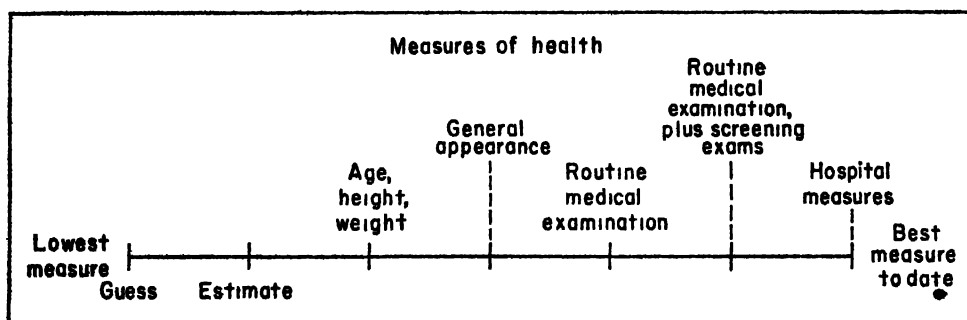 Measures of health
Routine
medical
examination,
plus screening
exams
General
appearance
Age,
height,
weight
Routine
medical
examination
Hospital
measures
Lowest
measure
Best
measure
to date
Guess
Estimate